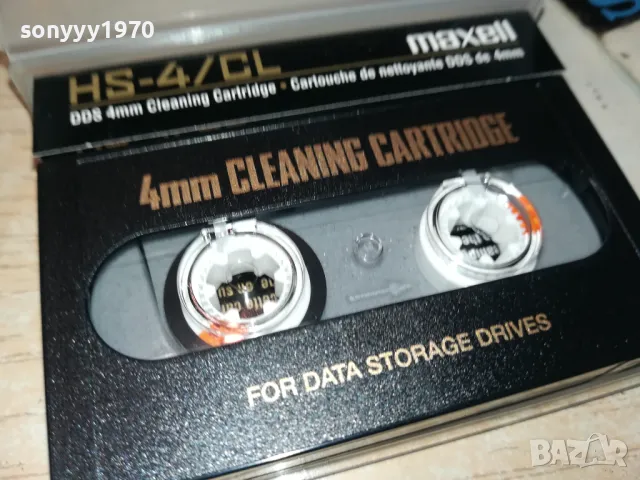 sonyyy1970
maxell
HS-4/CL
DDS 4mm Cleaning Cartridge • Cartouche de nettoyante DDS de 4mm
4mm CLEANING CARTRIDGE
FOR DATA STORAGE DRIVES
BAZAR